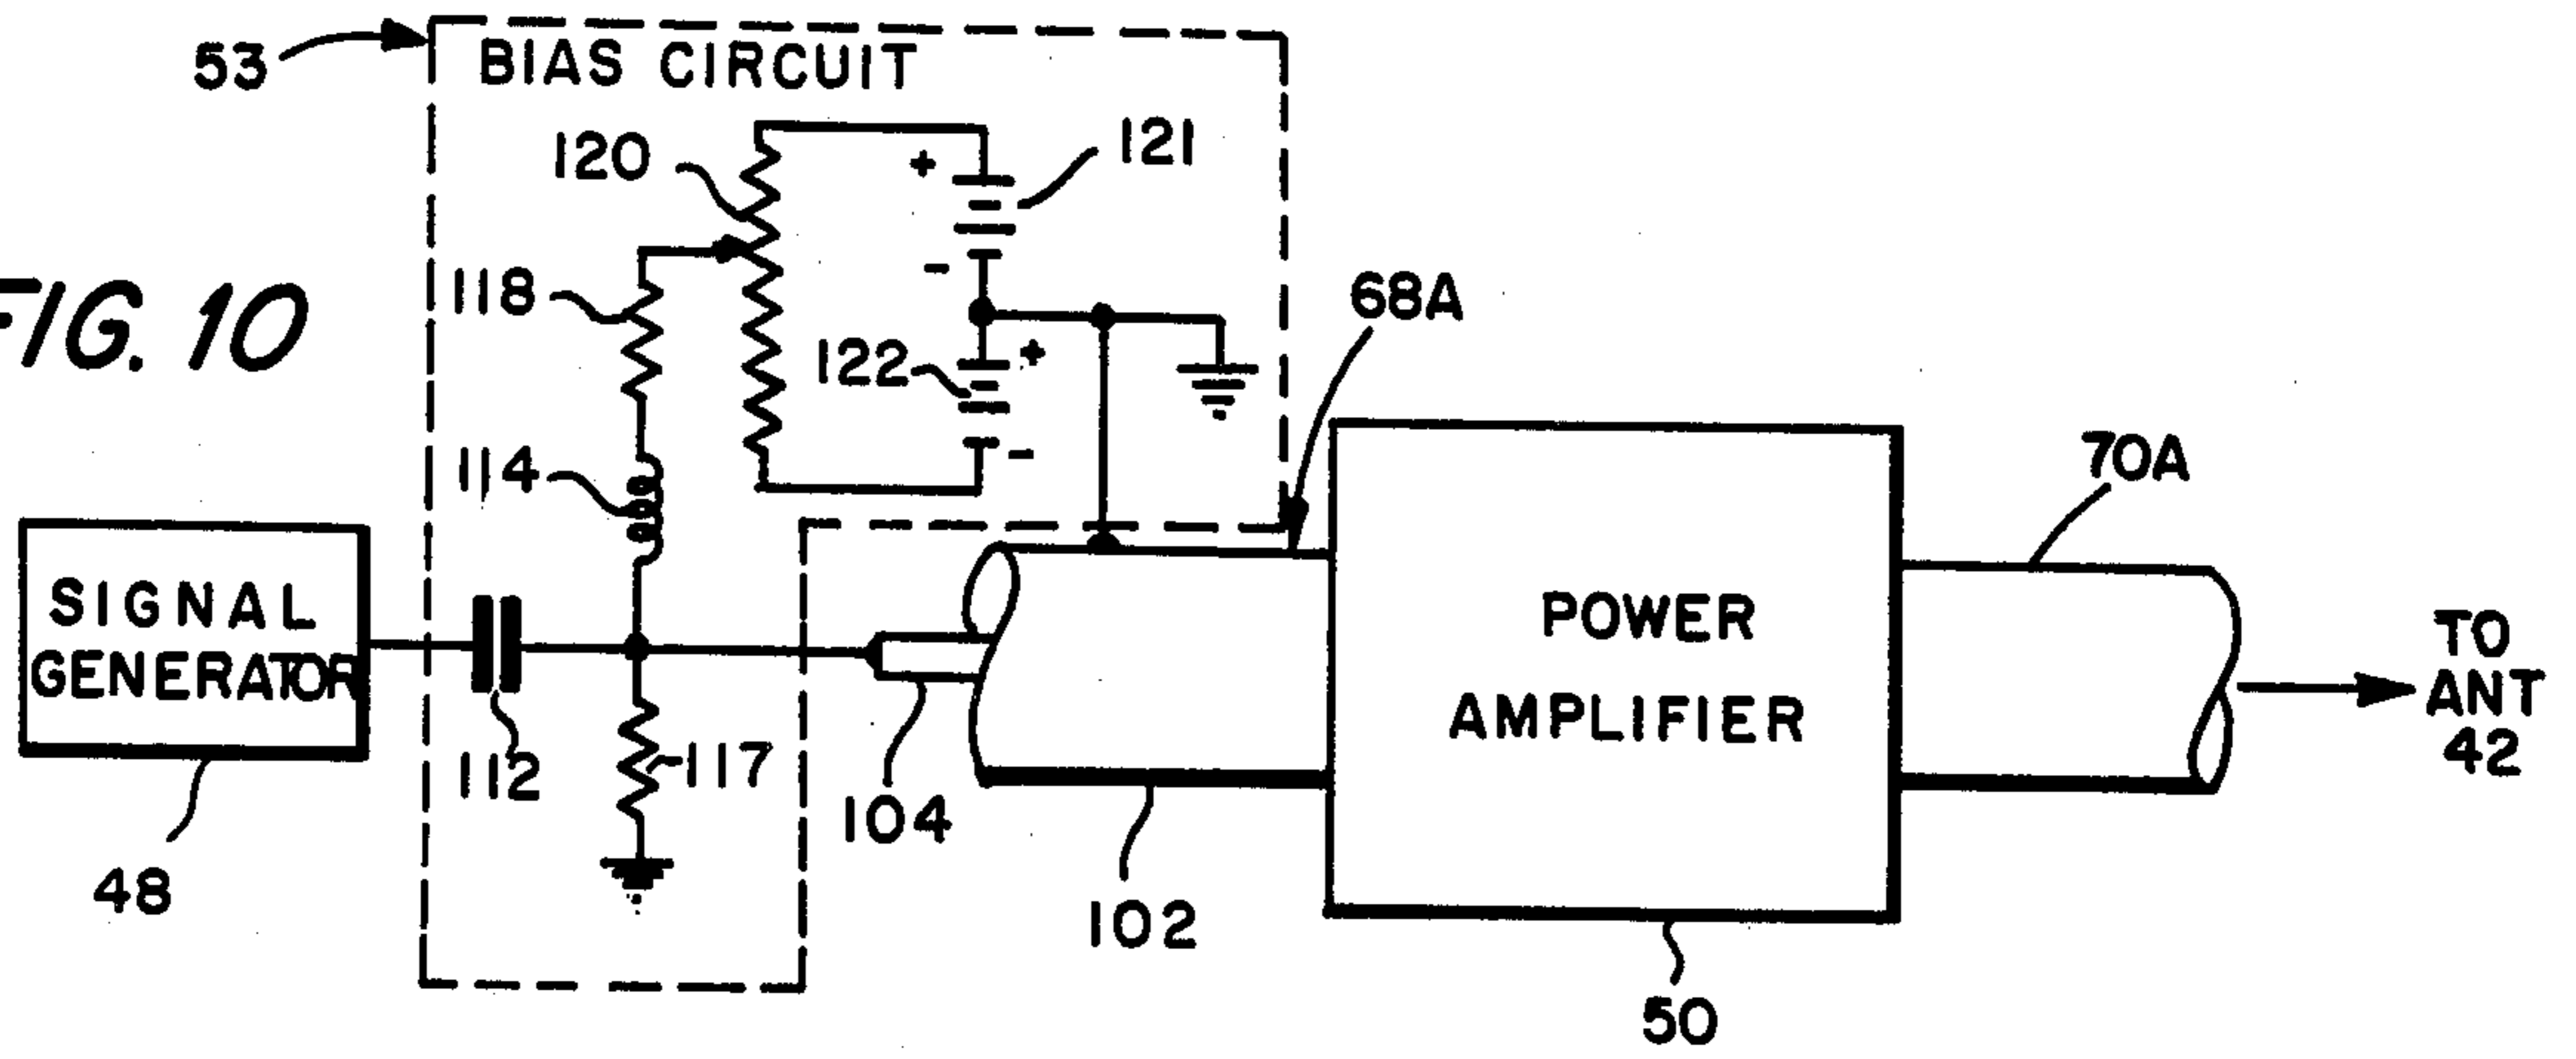 53
BIAS CIRCUIT
120
+
121
-
118
FIG. 10
68A
122
+
-
114
70A
SIGNAL
GENERATOR
POWER
AMPLIFIER
TO
ANT
42
112
117
104
48
102
50